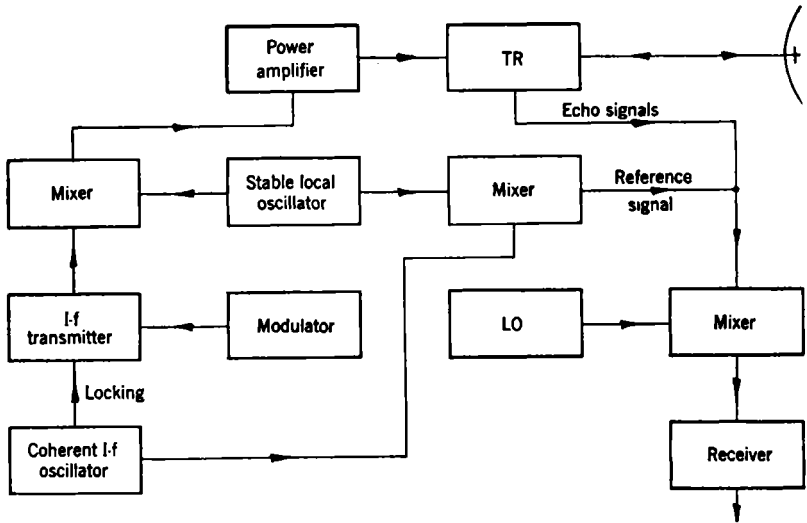 Power
amplifier
TR
Echo signals
Mixer
Stable local
oscillator
Mixer
Reference
signal
I-f
transmitter
Modulator
LO
Mixer
Locking
Coherent I-f
oscillator
Receiver